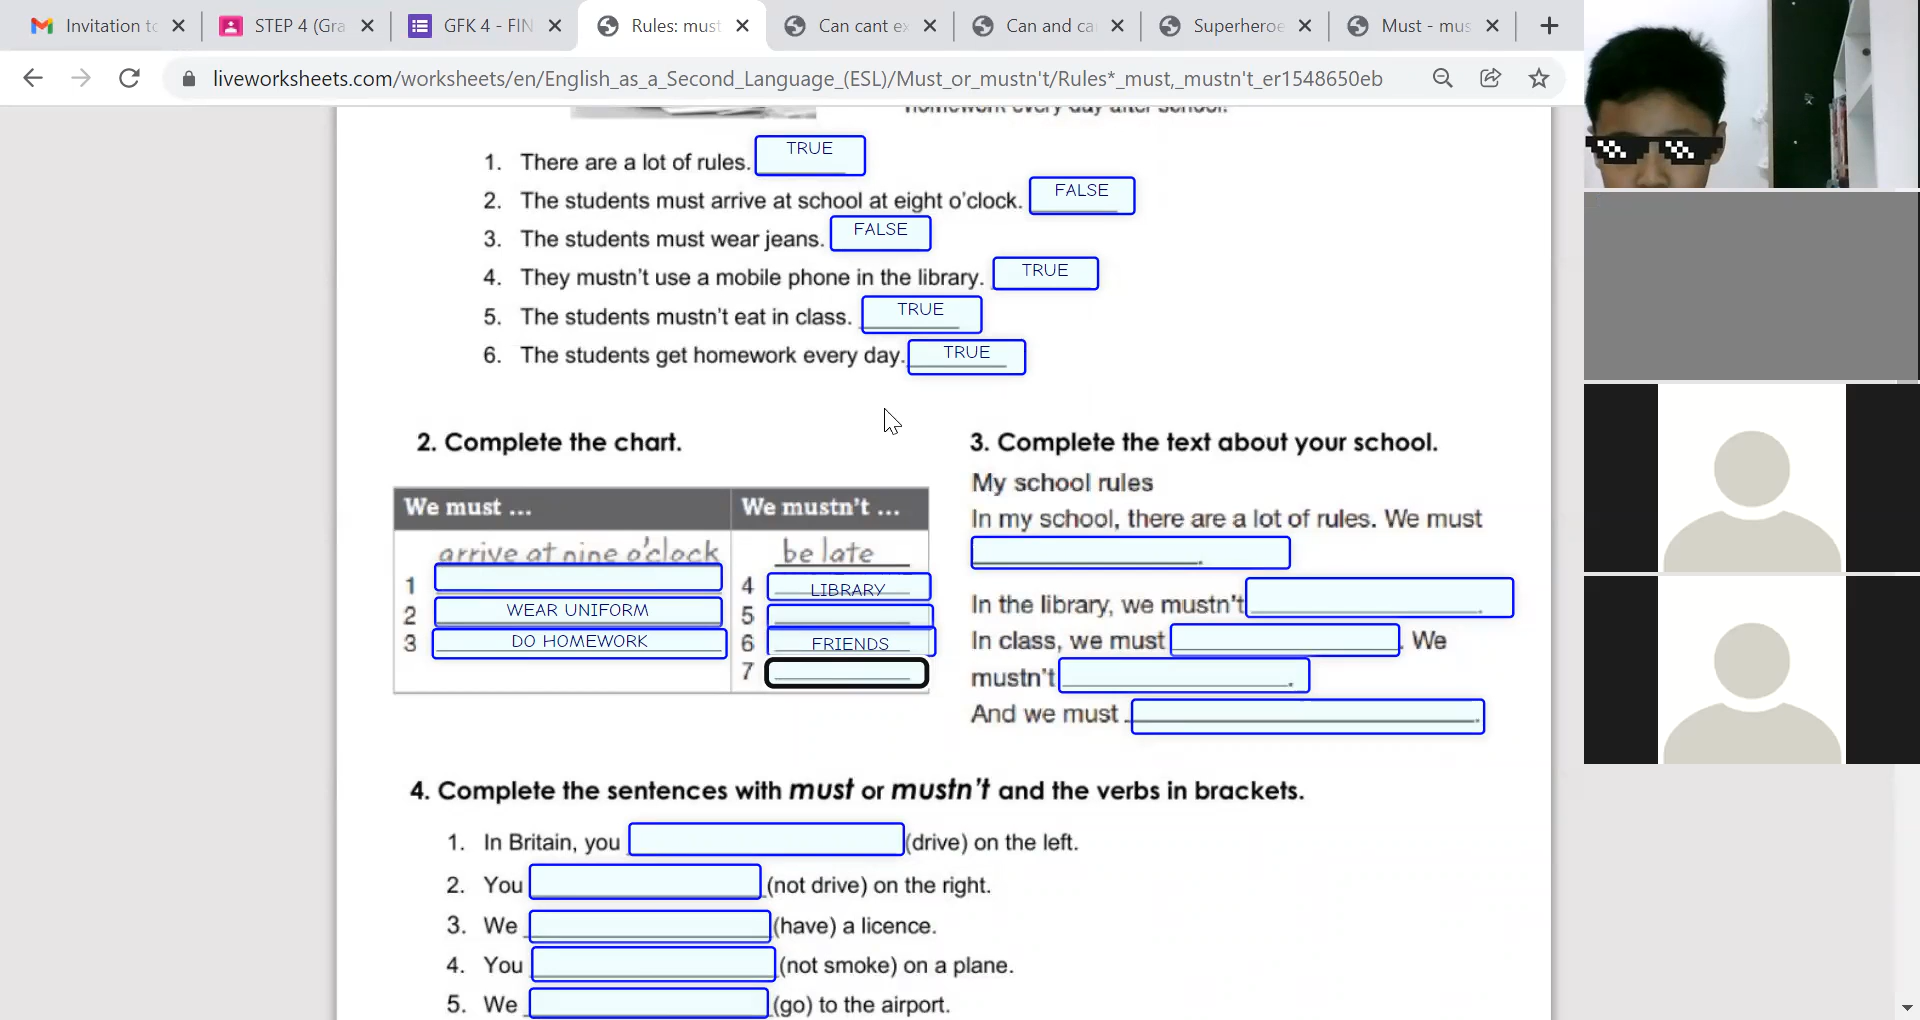 Invitation to
STEP 4 (Gra
GFK 4 - FIN
Rules: must
Can cant ex
Can and ca
Superheroe
Must - mus
liveworksheets.com/worksheets/en/English_as_a_Second_Language_(ESL)/Must_or_mustn't/Rules*_must,_mustn't_er1548650eb
homework every day after school.
1. There are a lot of rules. TRUE
2. The students must arrive at school at eight o'clock. FALSE
3. The students must wear jeans. FALSE
4. They mustn't use a mobile phone in the library. TRUE
5. The students mustn't eat in class. TRUE
6. The students get homework every day. TRUE
2. Complete the chart.
We must ... We mustn't ...
arrive at nine o'clock be late
1 4 LIBRARY
2 WEAR UNIFORM 5
3 DO HOMEWORK 6 FRIENDS
7
3. Complete the text about your school.
My school rules
In my school, there are a lot of rules. We must
.
In the library, we mustn't .
In class, we must . We
mustn't .
And we must .
4. Complete the sentences with must or mustn't and the verbs in brackets.
1. In Britain, you (drive) on the left.
2. You (not drive) on the right.
3. We (have) a licence.
4. You (not smoke) on a plane.
5. We (go) to the airport.